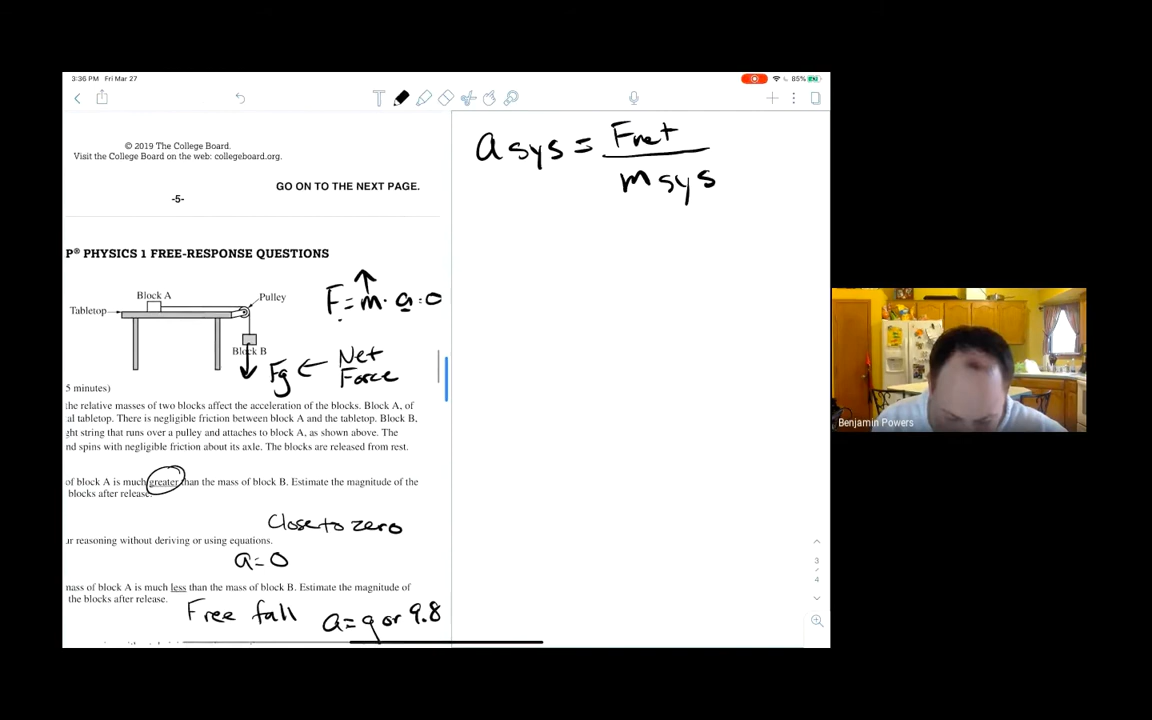 3:36 PM Fri Mar 27
85%
© 2019 The College Board.
Visit the College Board on the web: collegeboard.org.
GO ON TO THE NEXT PAGE.
-5-
P® PHYSICS 1 FREE-RESPONSE QUESTIONS
Block A
Pulley
Tabletop
Block B
F = m · a = 0
Fg ← Net
Force
5 minutes)
the relative masses of two blocks affect the acceleration of the blocks. Block A, of
al tabletop. There is negligible friction between block A and the tabletop. Block B,
ght string that runs over a pulley and attaches to block A, as shown above. The
nd spins with negligible friction about its axle. The blocks are released from rest.
of block A is much greater than the mass of block B. Estimate the magnitude of the
blocks after release.
Close to zero
ur reasoning without deriving or using equations.
a = 0
mass of block A is much less than the mass of block B. Estimate the magnitude of
the blocks after release.
Free fall a = g or 9.8
a sys = Fnet
m sys
3
4
T
Benjamin Powers